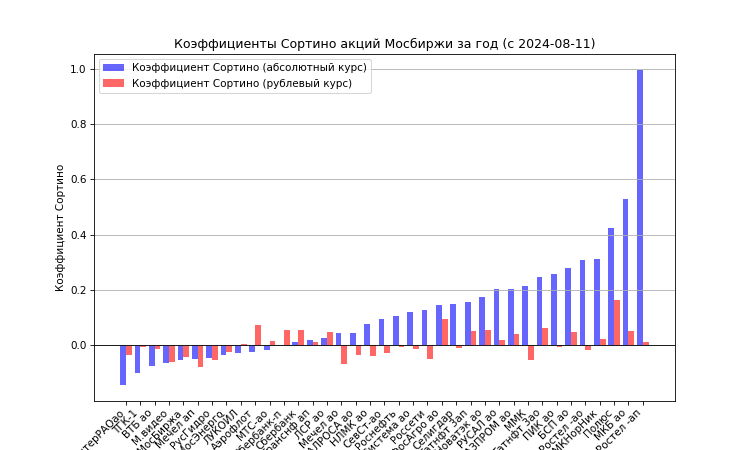 Коэффициенты Сортино акций Мосбиржи за год (с 2024-08-11)
Коэффициент Сортино (абсолютный курс)
Коэффициент Сортино (рублевый курс)
Коэффициент Сортино
1.0
0.8
0.6
0.4
0.2
0.0
ТГК-1
ВТБ ао
М.видео
МосБиржа
Мечел ап
РусГидро
ЛУКОЙЛ
Аэрофлот
МТС-ао
Сбербанк
ЛСР ао
Мечел ао
НЛМК ао
СевСт-ао
Роснефть
Россети
Селигдар
РУСАЛ ао
ММК
ПИК ао
БСП ао
Ростел -ао
Полюс
МКБ ао
Ростел -ап